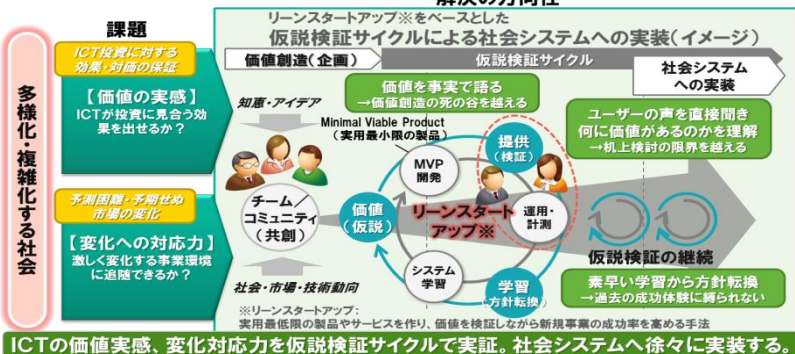 解決の方向性
課題
多様化・複雑化する社会
ICT投資に対する
効果・対価の保証
【価値の実感】
ICTが投資に見合う効
果を出せるか？
予測困難・予期せぬ
市場の変化
【変化への対応力】
激しく変化する事業環境
に追随できるか？
リーンスタートアップ※をベースとした
仮説検証サイクルによる社会システムへの実装(イメージ)
価値創造(企画)
仮説検証サイクル
社会システム
への実装
知恵・アイデア
チーム／
コミュニティ
(共創)
社会・市場・技術動向
価値を事実で語る
→価値創造の死の谷を越える
Minimal Viable Product
(実用最小限の製品)
MVP
開発
提供
(検証)
価値
(仮説)
リーンスタート
アップ※
運用・
計測
システム
学習
学習
(方針転換)
ユーザーの声を直接聞き
何に価値があるのかを理解
→机上検討の限界を越える
仮説検証の継続
素早い学習から方針転換
→過去の成功体験に縛られない
※リーンスタートアップ:
実用最低限の製品やサービスを作り、価値を検証しながら新規事業の成功率を高める手法
ICTの価値実感、変化対応力を仮説検証サイクルで実証。社会システムへ徐々に実装する。